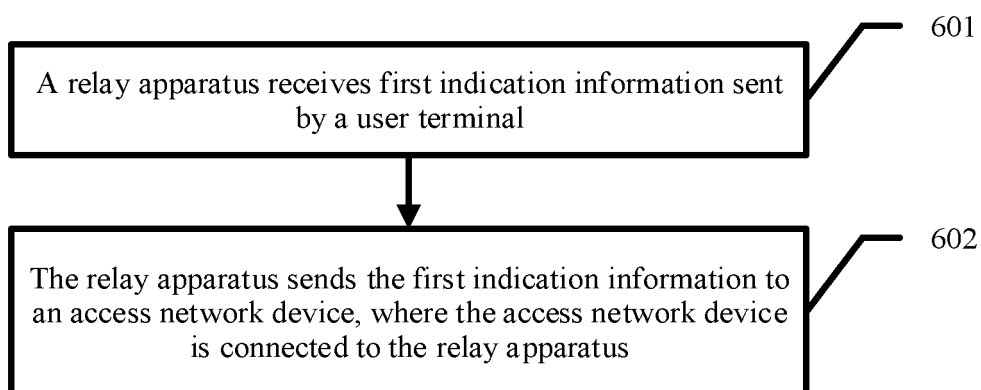 601
A relay apparatus receives first indication information sent
by a user terminal
602
The relay apparatus sends the first indication information to
an access network device, where the access network device
is connected to the relay apparatus